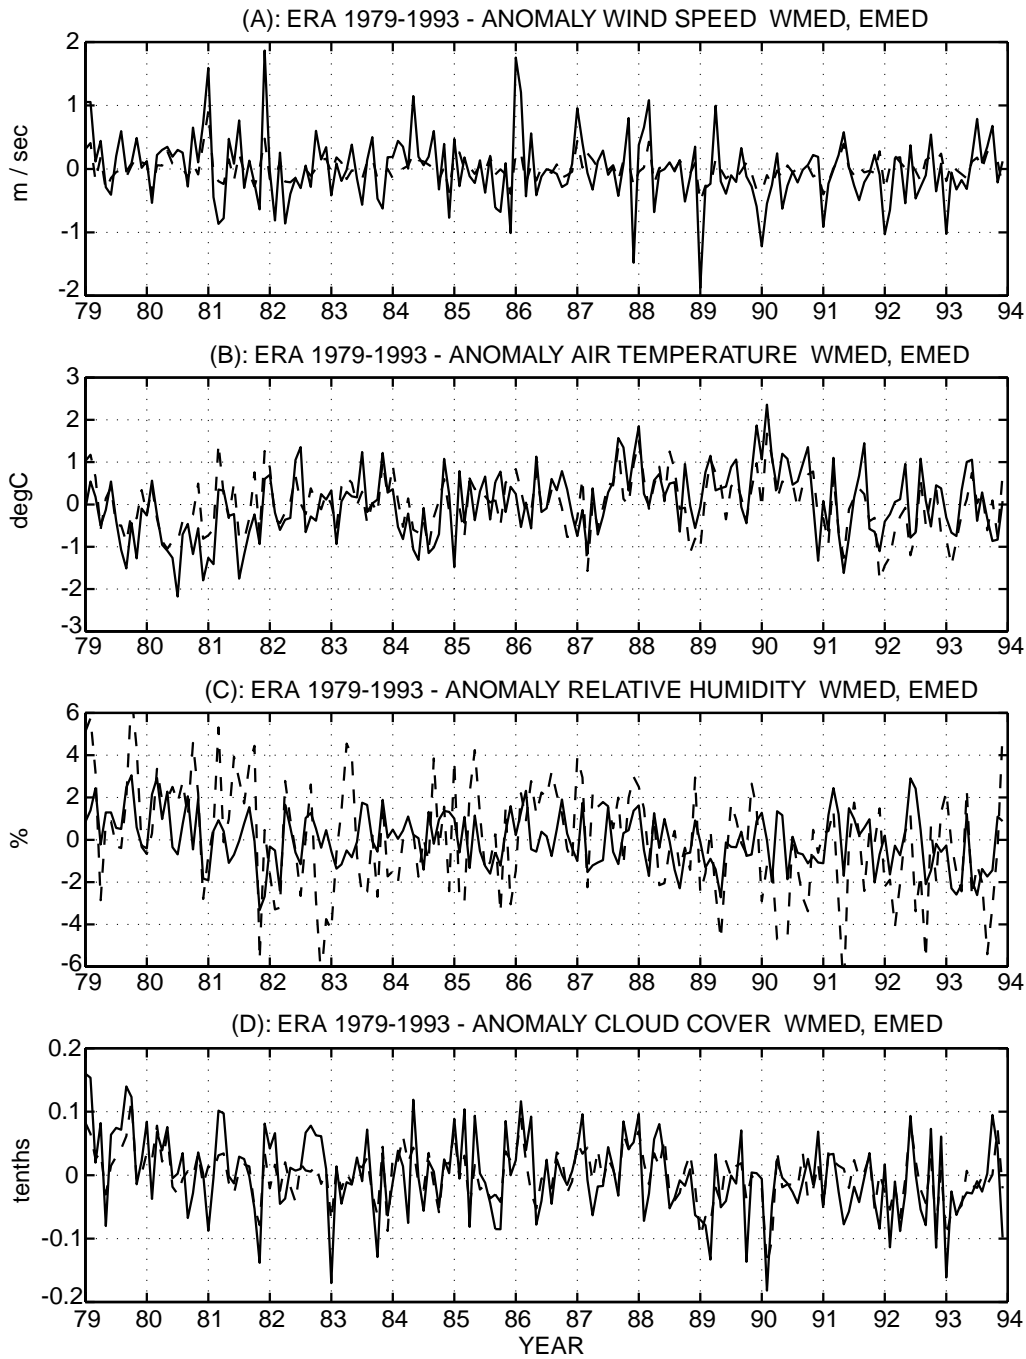 (A): ERA 1979-1993 - ANOMALY WIND SPEED WMED, EMED
2
1
0
-1
-2
m / sec
79 80 81 82 83 84 85 86 87 88 89 90 91 92 93 94
(B): ERA 1979-1993 - ANOMALY AIR TEMPERATURE WMED, EMED
3
2
1
0
-1
-2
-3
degC
79 80 81 82 83 84 85 86 87 88 89 90 91 92 93 94
(C): ERA 1979-1993 - ANOMALY RELATIVE HUMIDITY WMED, EMED
6
4
2
0
-2
-4
-6
%
79 80 81 82 83 84 85 86 87 88 89 90 91 92 93 94
(D): ERA 1979-1993 - ANOMALY CLOUD COVER WMED, EMED
0.2
0.1
0
-0.1
-0.2
tenths
79 80 81 82 83 84 85 86 87 88 89 90 91 92 93 94
YEAR